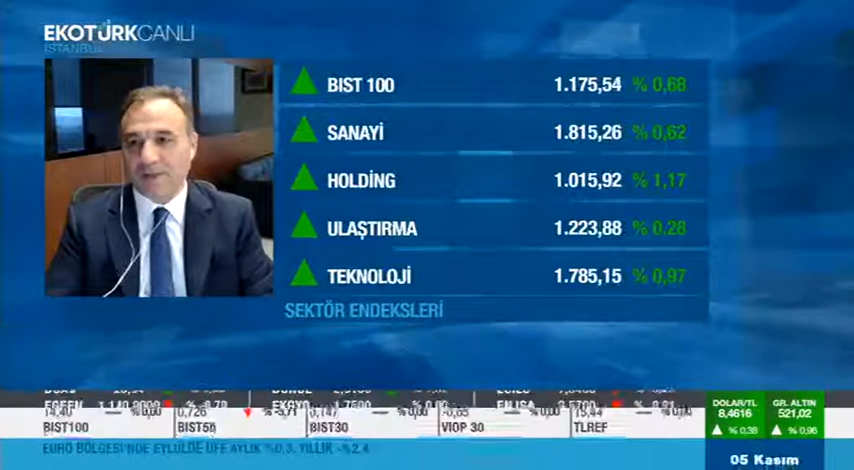 EKOTÜRK CANLI
İSTANBUL
BIST 100 1.175,54 % 0,68
SANAYİ 1.815,26 % 0,62
HOLDİNG 1.015,92 % 1,17
ULAŞTIRMA 1.223,88 % 0,28
TEKNOLOJİ 1.785,15 % 0,97
SEKTÖR ENDEKSLERİ
BIST100 BIST50 BIST30 VIOP 30 TLREF
DOLAR/TL
8,4616
% 0,38
GR. ALTIN
521,02
% 0,96
EURO BÖLGESİ'NDE EYLÜLDE ÜFE AYLIK %0,3, YILLIK -%2,4
05 Kasım